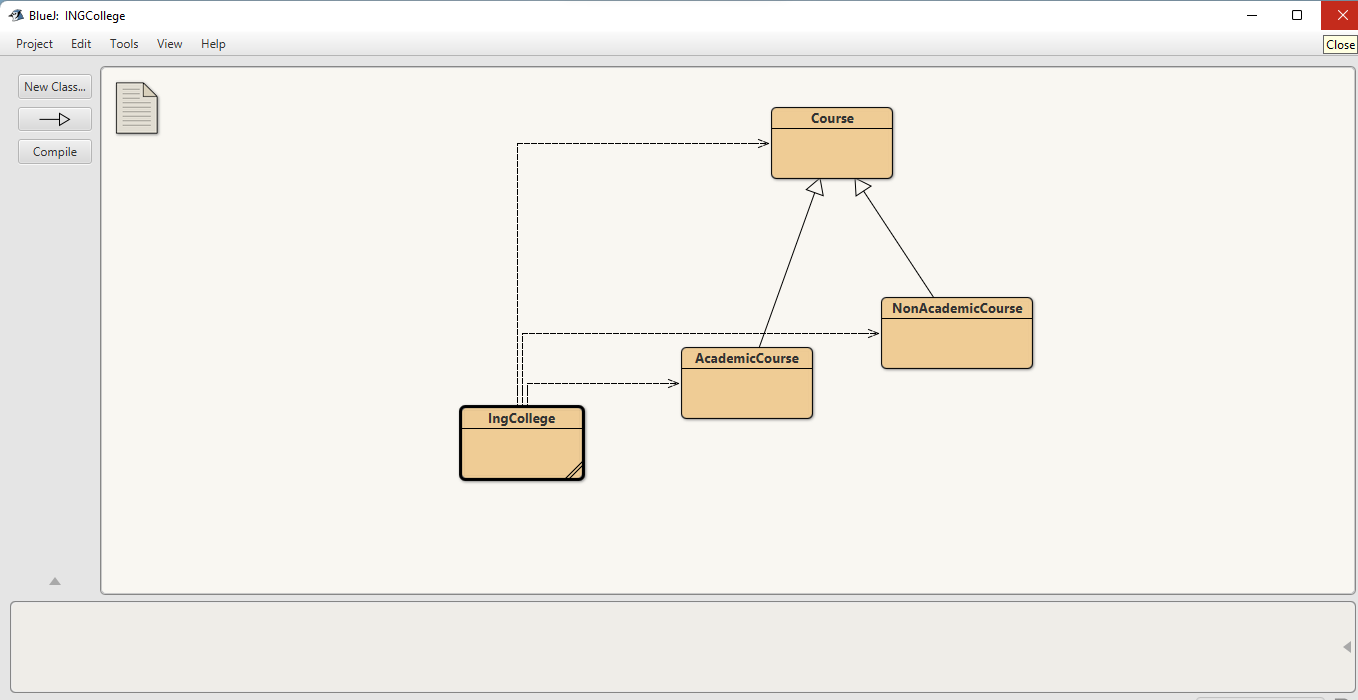 BlueJ: INGCollege
Project Edit Tools View Help
Close
New Class...
Compile
Course
NonAcademicCourse
AcademicCourse
IngCollege